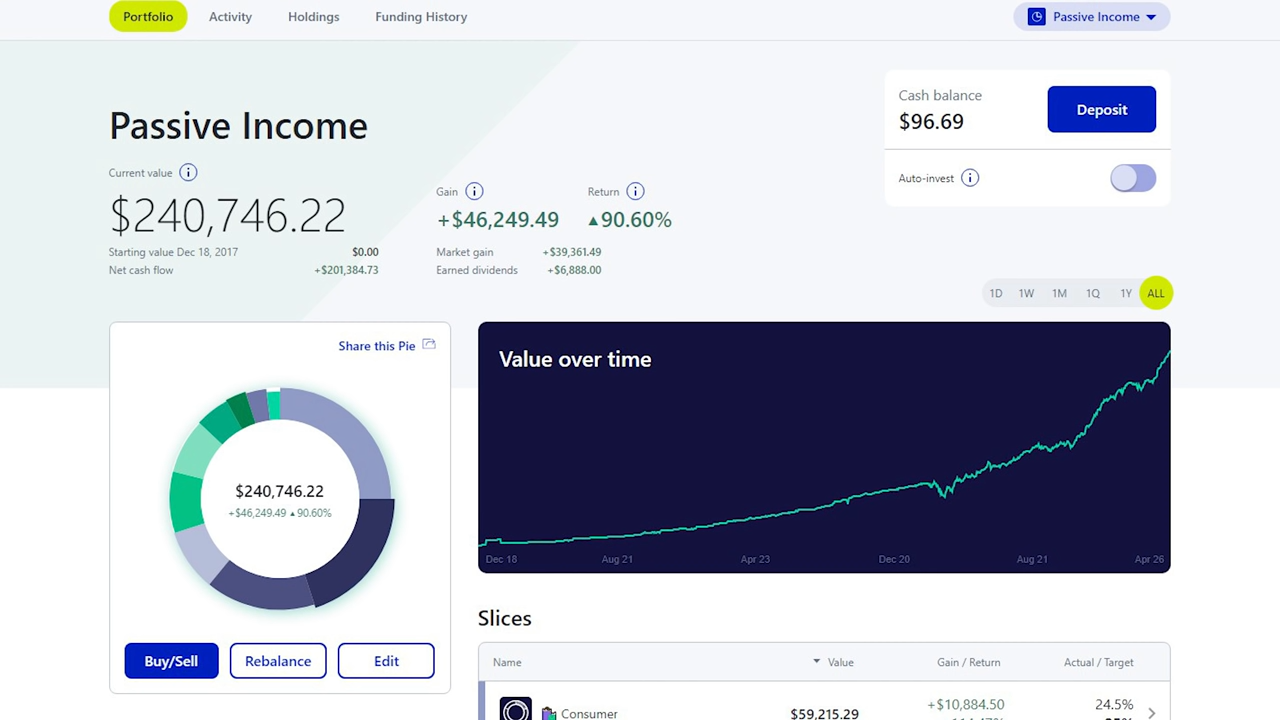 Portfolio Activity Holdings Funding History Passive Income
Passive Income
Cash balance
$96.69
Deposit
Auto-invest
Current value
$240,746.22
Starting value Dec 18, 2017 $0.00
Net cash flow +$201,384.73
Gain Return
+$46,249.49 ▲90.60%
Market gain +$39,361.49
Earned dividends +$6,888.00
1D 1W 1M 1Q 1Y ALL
Share this Pie
$240,746.22
+$46,249.49 ▲90.60%
Buy/Sell Rebalance Edit
Value over time
Dec 18 Aug 21 Apr 23 Dec 20 Aug 21 Apr 26
Slices
Name Value Gain / Return Actual / Target
Consumer $59,215.29 +$10,884.50 24.5%